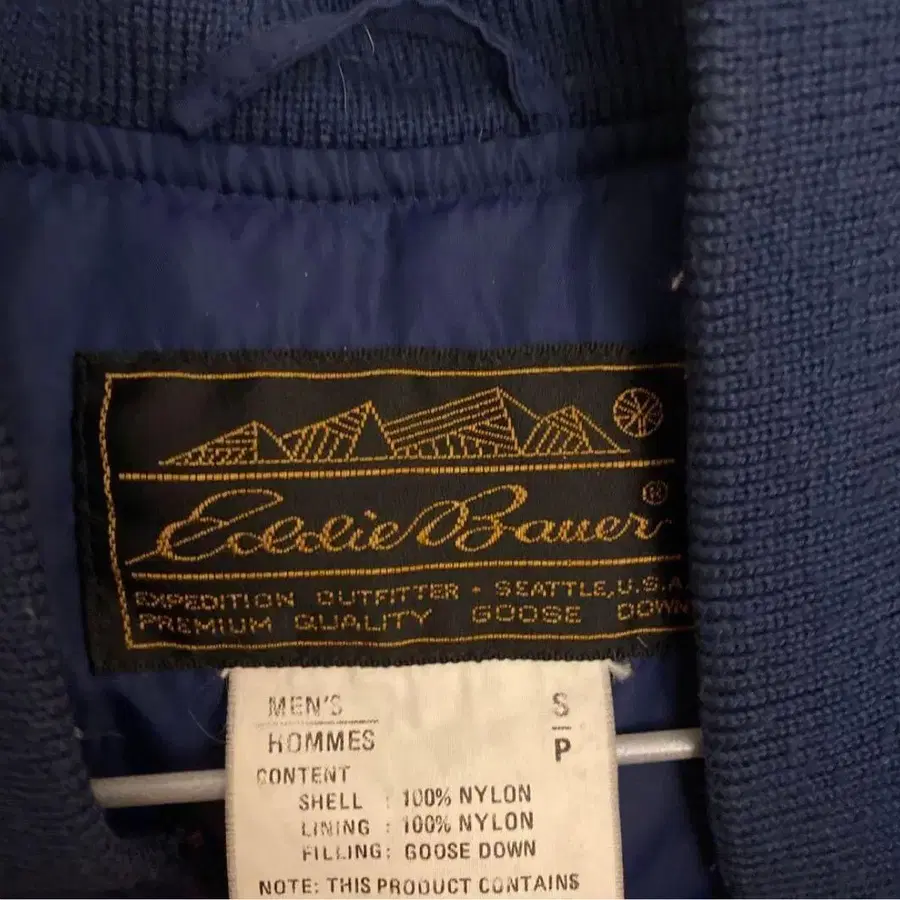 Eddie Bauer®
EXPEDITION OUTFITTER • SEATTLE, U.S.A.
PREMIUM QUALITY GOOSE DOWN
MEN'S S
HOMMES P
CONTENT
SHELL : 100% NYLON
LINING : 100% NYLON
FILLING: GOOSE DOWN
NOTE: THIS PRODUCT CONTAINS